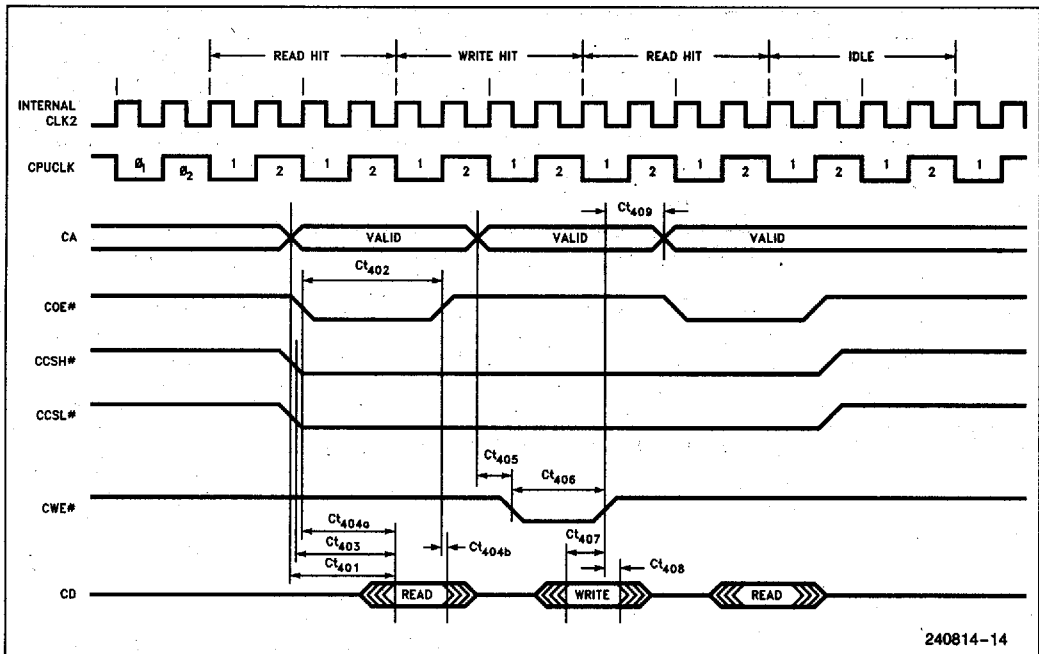 READ HIT WRITE HIT READ HIT IDLE
INTERNAL
CLK2
CPUCLK Ø1 Ø2 1 2 1 2 1 2 1 2 1 2 1 2 1 2 1 2 1
Ct409
CA VALID VALID VALID
Ct402
COE#
CCSH#
CCSL#
Ct405 Ct406
CWE#
Ct404a Ct407
Ct403 Ct404b
Ct401 Ct408
CD READ WRITE READ
240814-14